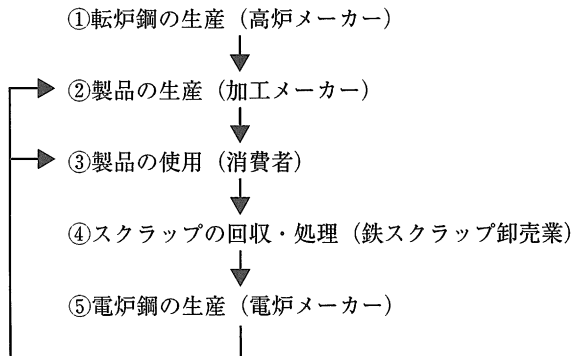 ①転炉鋼の生産（高炉メーカー）
②製品の生産（加工メーカー）
③製品の使用（消費者）
④スクラップの回収・処理（鉄スクラップ卸売業）
⑤電炉鋼の生産（電炉メーカー）